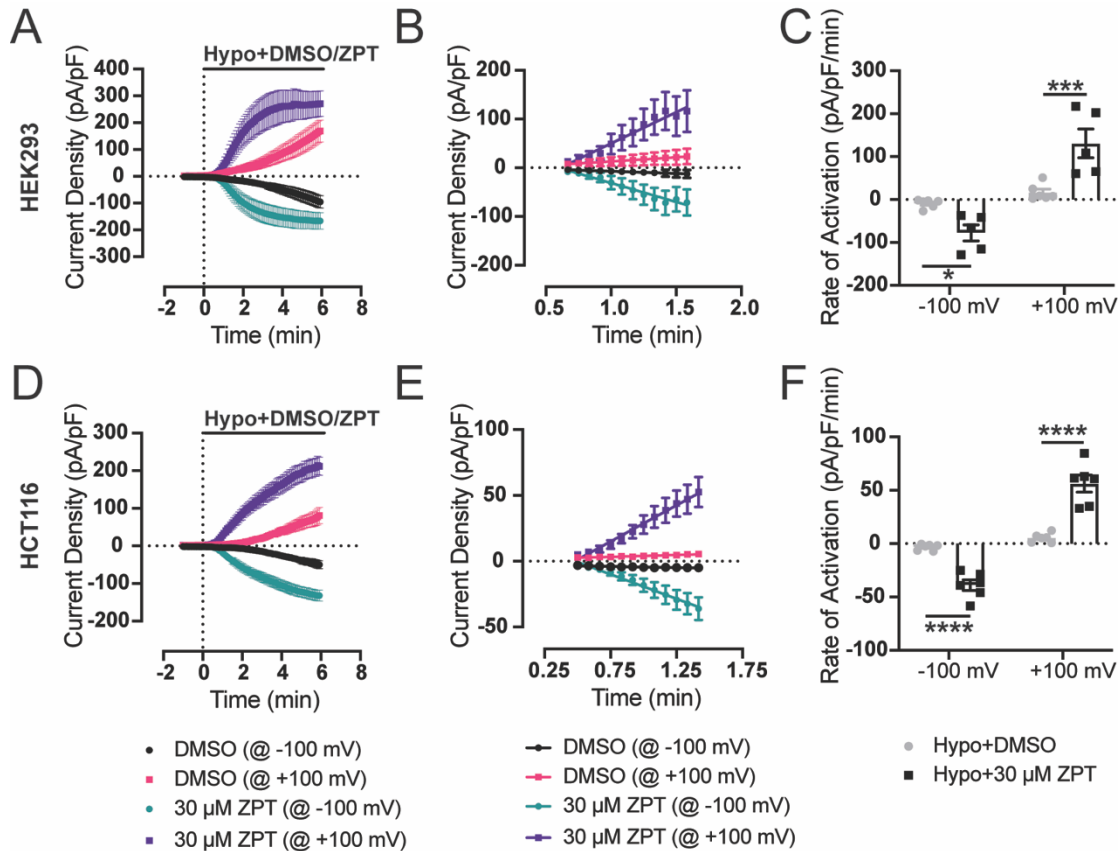 A
B
C
HEK293
Hypo+DMSO/ZPT
Current Density (pA/pF)
400
300
200
100
0
-100
-200
-300
-2 0 2 4 6 8
Time (min)
Current Density (pA/pF)
200
100
0
-100
-200
0.5 1.0 1.5 2.0
Time (min)
Rate of Activation (pA/pF/min)
300
200
100
0
-100
-200
***
*
-100 mV +100 mV
D
E
F
HCT116
Hypo+DMSO/ZPT
Current Density (pA/pF)
300
200
100
0
-100
-200
-2 0 2 4 6 8
Time (min)
Current Density (pA/pF)
100
50
0
-50
0.25 0.75 1.25 1.75
Time (min)
Rate of Activation (pA/pF/min)
100
50
0
-50
-100
****
****
-100 mV +100 mV
DMSO (@ -100 mV)
DMSO (@ +100 mV)
30 µM ZPT (@ -100 mV)
30 µM ZPT (@ +100 mV)
DMSO (@ -100 mV)
DMSO (@ +100 mV)
30 µM ZPT (@ -100 mV)
30 µM ZPT (@ +100 mV)
Hypo+DMSO
Hypo+30 µM ZPT